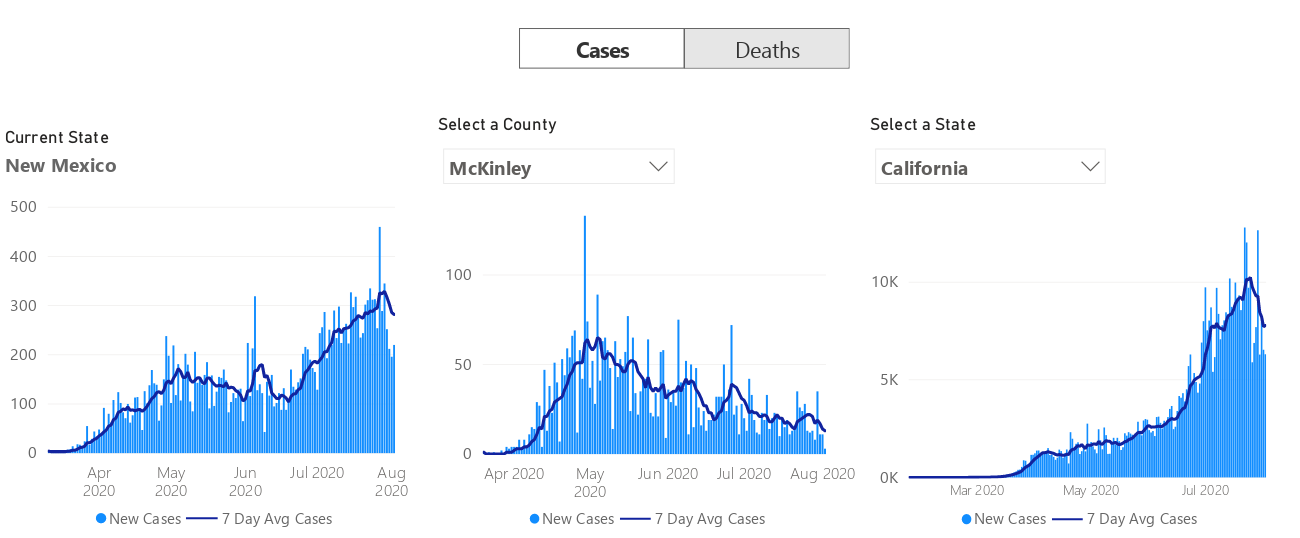 Cases Deaths
Current State
New Mexico
Select a County
McKinley
Select a State
California
500
400
300
200
100
0
Apr 2020
May 2020
Jun 2020
Jul 2020
Aug 2020
New Cases 7 Day Avg Cases
100
50
0
Apr 2020
May 2020
Jun 2020
Jul 2020
Aug 2020
New Cases 7 Day Avg Cases
10K
5K
0K
Mar 2020
May 2020
Jul 2020
New Cases 7 Day Avg Cases